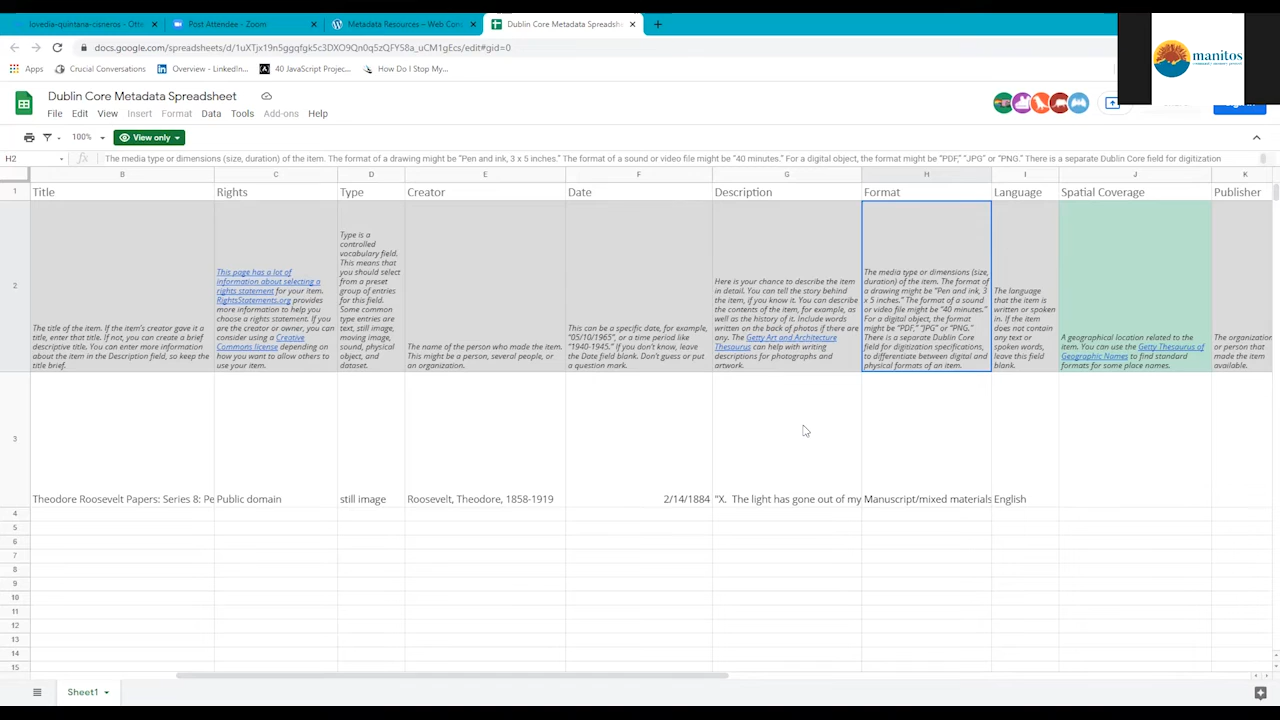 lovedia-quintana-cisneros - Otte
Post Attendee - Zoom
Metadata Resources – Web Con
Dublin Core Metadata Spreadsh
docs.google.com/spreadsheets/d/1uXTjx19n5ggqfgk5c3DXO9Qn0q5zQFY58a_uCM1gEcs/edit#gid=0
Apps Crucial Conversations Overview - LinkedIn... 40 JavaScript Projec... How Do I Stop My...
manitos
Dublin Core Metadata Spreadsheet
File Edit View Insert Format Data Tools Add-ons Help
100% View only
H2 fx The media type or dimensions (size, duration) of the item. The format of a drawing might be "Pen and ink, 3 x 5 inches." The format of a sound or video file might be "40 minutes." For a digital object, the format might be "PDF," "JPG" or "PNG." There is a separate Dublin Core field for digitization
B C D E F G H I J K
1 Title Rights Type Creator Date Description Format Language Spatial Coverage Publisher
2
The title of the item. If the item's creator gave it a
title, enter that title. If not, you can create a brief
descriptive title. You can enter more information
about the item in the Description field, so keep the
title brief.
This page has a lot of
information about selecting a
rights statement for your item.
RightsStatements.org provides
more information to help you
choose a rights statement. If you
are the creator or owner, you can
consider using a Creative
Commons license depending on
how you want to allow others to
use your item.
Type is a
controlled
vocabulary field.
This means that
you should select
from a preset
group of entries
for this field.
Some common
type entries are
text, still image,
moving image,
sound, physical
object, and
dataset.
The name of the person who made the item.
This might be a person, several people, or
an organization.
This can be a specific date, for example,
"05/10/1965", or a time period like
"1940-1945." If you don't know, leave
the Date field blank. Don't guess or put
a question mark.
Here is your chance to describe the item
in detail. You can tell the story behind
the item, if you know it. You can describe
the contents of the item, for example, as
well as the history of it. Include words
written on the back of photos if there are
any. The Getty Art and Architecture
Thesaurus can help with writing
descriptions for photographs and
artwork.
The media type or dimensions (size,
duration) of the item. The format of
a drawing might be "Pen and ink, 3
x 5 inches." The format of a sound
or video file might be "40 minutes."
For a digital object, the format
might be "PDF," "JPG" or "PNG."
There is a separate Dublin Core
field for digitization specifications,
to differentiate between digital and
physical formats of an item.
The language
that the item is
written or spoken
in. If the item
does not contain
any text or
spoken words,
leave this field
blank.
A geographical location related to the
item. You can use the Getty Thesaurus of
Geographic Names to find standard
formats for some place names.
The organization
or person that
made the item
available.
3 Theodore Roosevelt Papers: Series 8: Pe Public domain still image Roosevelt, Theodore, 1858-1919 2/14/1884 "X. The light has gone out of my Manuscript/mixed materials English
4
5
6
7
8
9
10
11
12
13
14
15
Sheet1